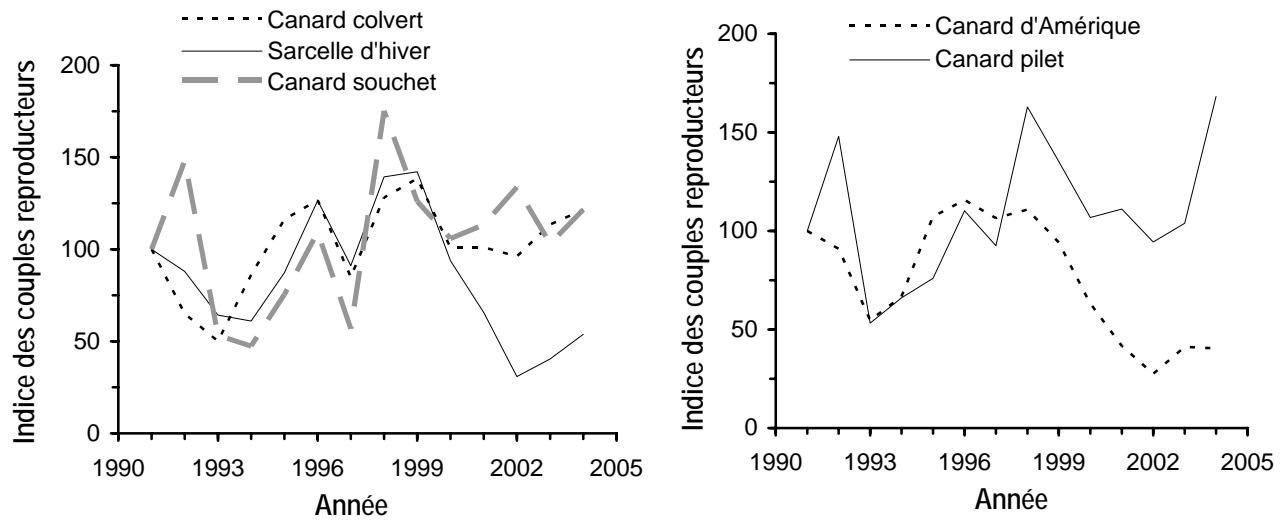 Canard colvert
Sarcelle d'hiver
Canard souchet
Indice des couples reproducteurs
200
150
100
50
0
1990 1993 1996 1999 2002 2005
Année
Canard d'Amérique
Canard pilet
Indice des couples reproducteurs
200
150
100
50
0
1990 1993 1996 1999 2002 2005
Année